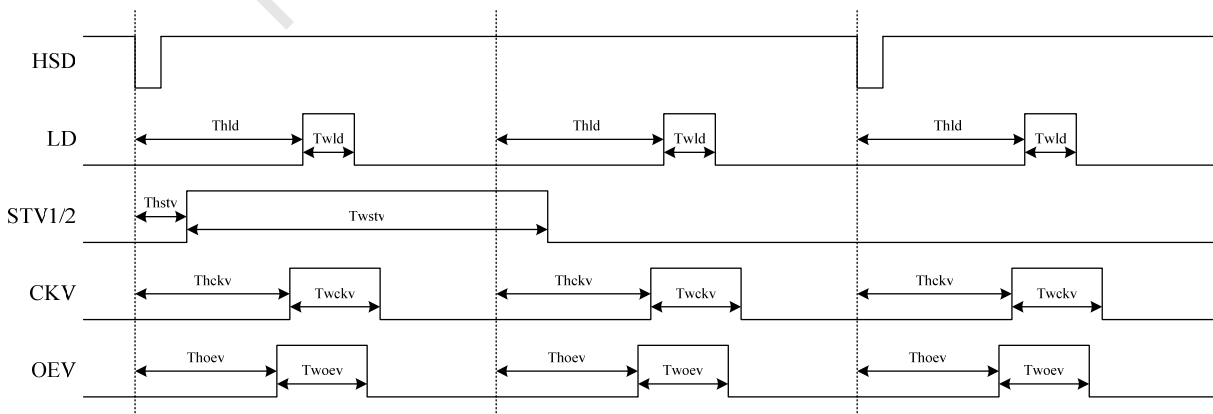 HSD
LD
Thld
Twld
Thld
Twld
Thld
Twld
STV1/2
Thstv
Twstv
CKV
Thckv
Twckv
Thckv
Twckv
Thckv
Twckv
OEV
Thoev
Twoev
Thoev
Twoev
Thoev
Twoev